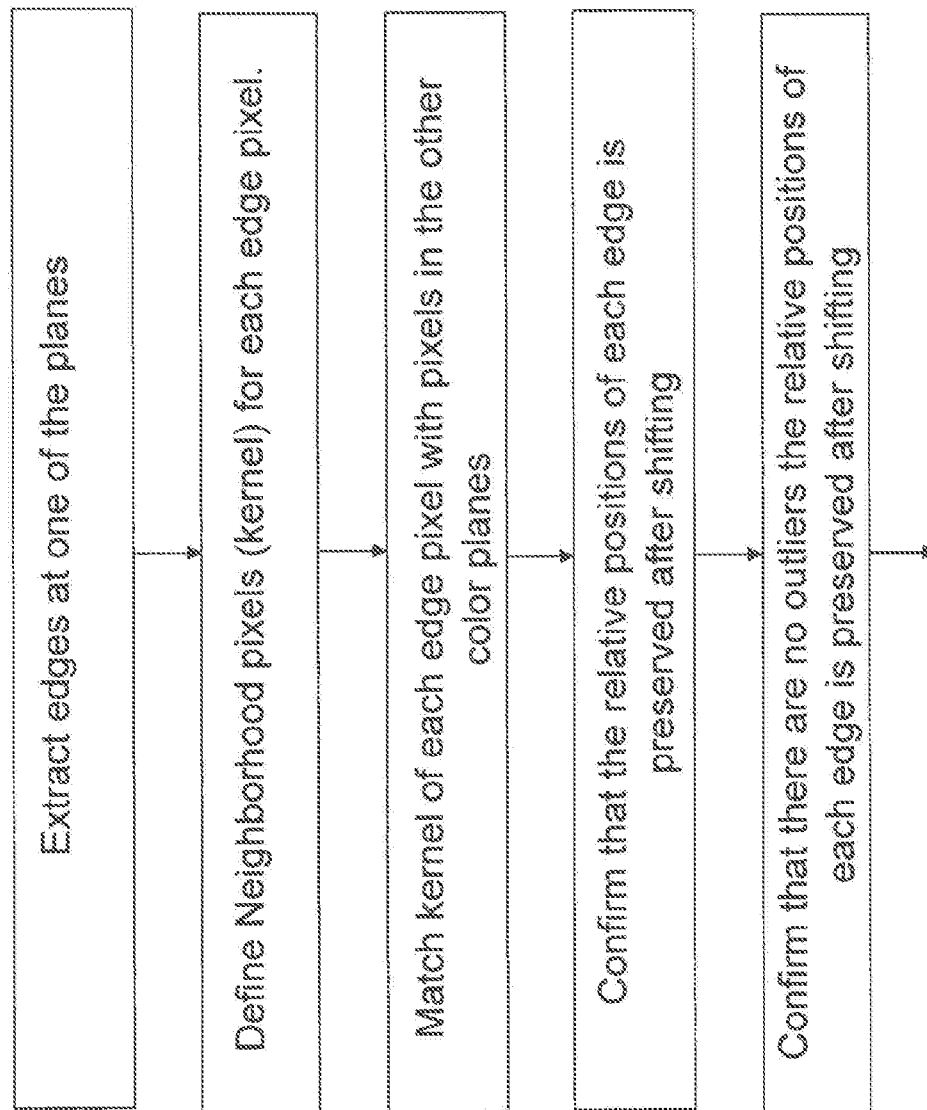 Extract edges at one of the planes
Define Neighborhood pixels (kernel) for each edge pixel.
Match kernel of each edge pixel with pixels in the other
color planes
Confirm that the relative positions of each edge is
preserved after shifting
Confirm that there are no outliers the relative positions of
each edge is preserved after shifting